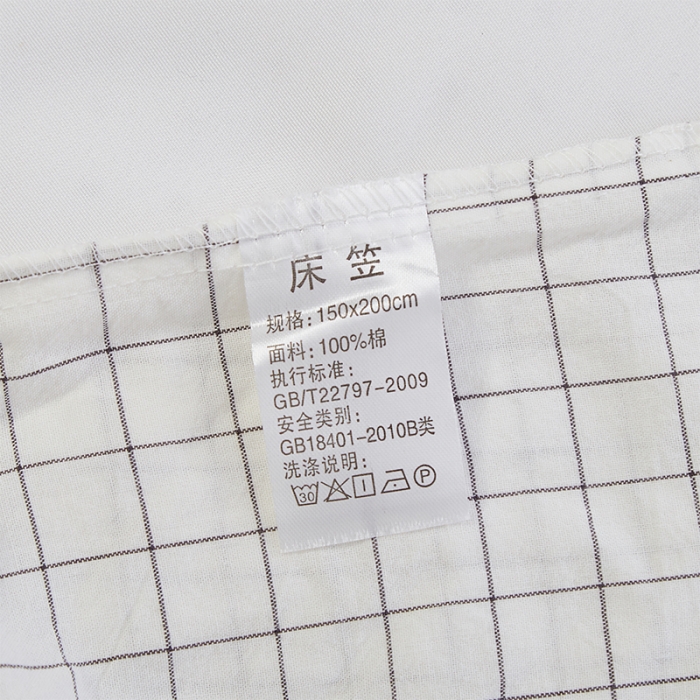 床笠
规格:150x200cm
面料:100%棉
执行标准:
GB/T22797-2009
安全类别:
GB18401-2010B类
洗涤说明:
30 P